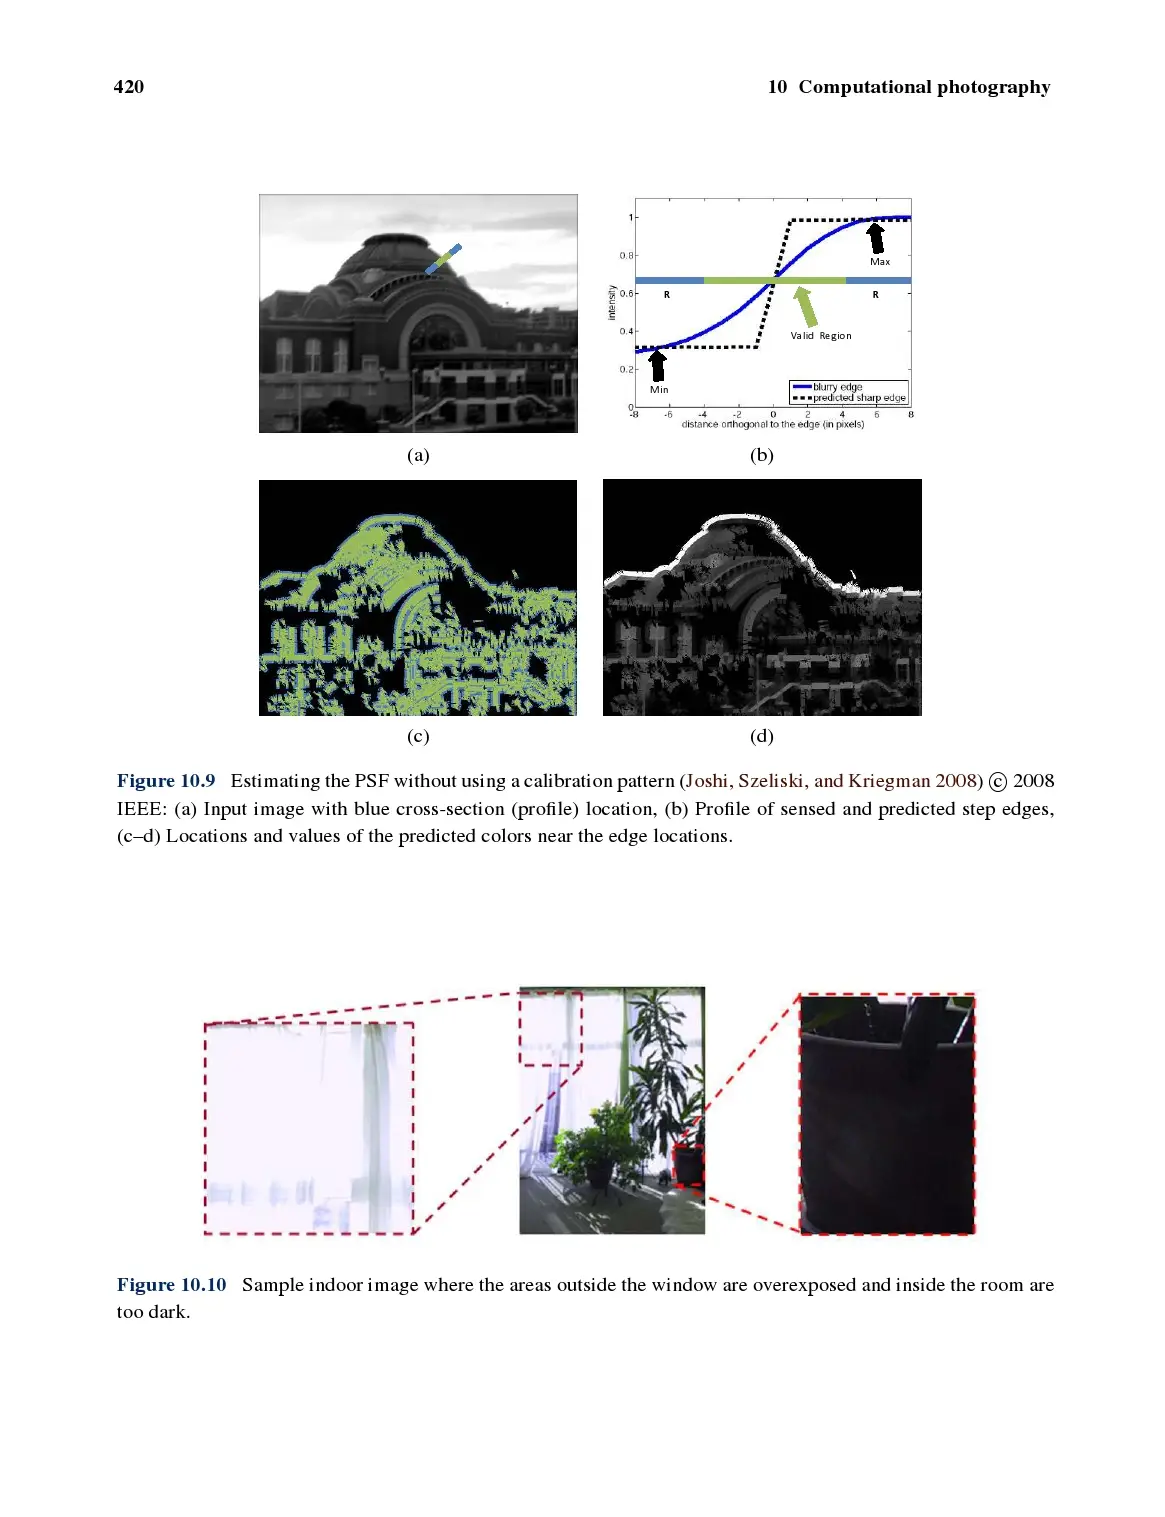 420
10 Computational photography
1
0.8
0.6
0.4
0.2
0
-8 -6 -4 -2 0 2 4 6 8
intensity
distance orthogonal to the edge (in pixels)
Max
R
R
Valid Region
Min
blurry edge
predicted sharp edge
(a)
(b)
(c)
(d)
Figure 10.9 Estimating the PSF without using a calibration pattern (Joshi, Szeliski, and Kriegman 2008) © 2008
IEEE: (a) Input image with blue cross-section (profile) location, (b) Profile of sensed and predicted step edges,
(c–d) Locations and values of the predicted colors near the edge locations.
Figure 10.10 Sample indoor image where the areas outside the window are overexposed and inside the room are
too dark.